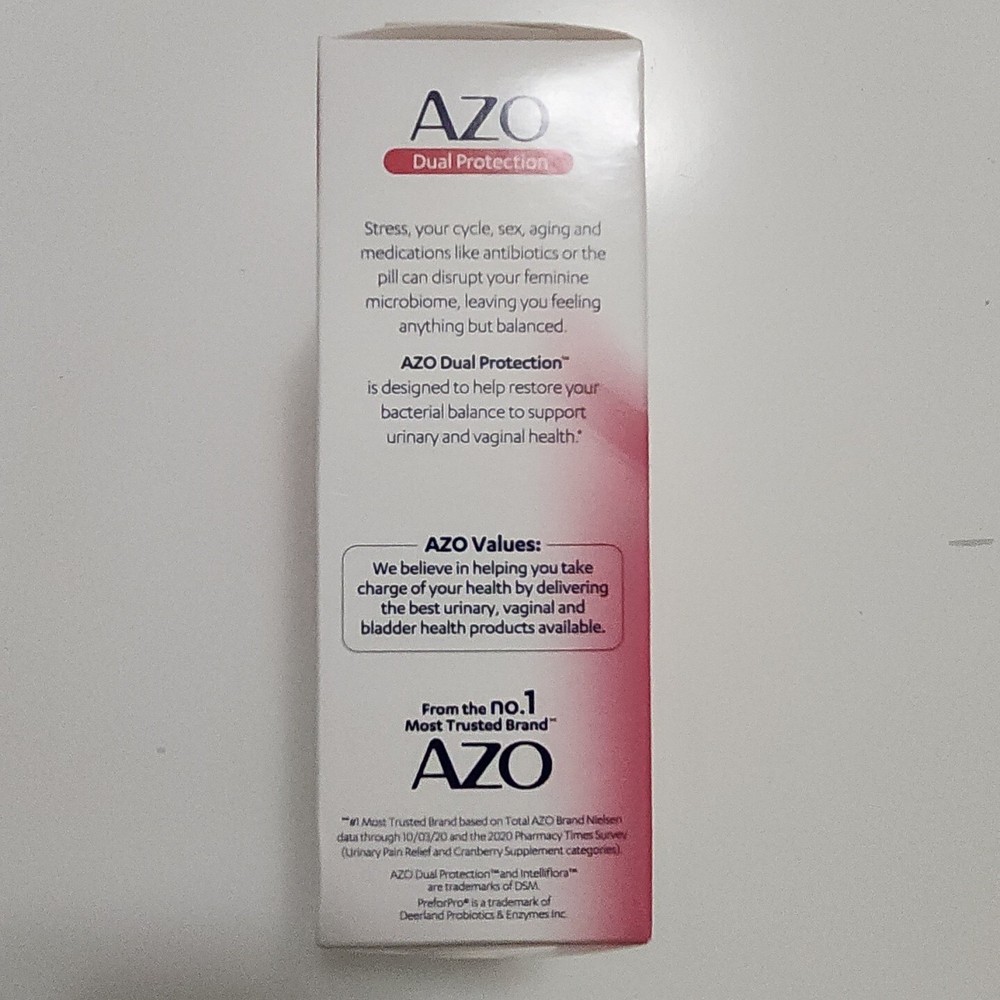 AZO
Dual Protection
Stress, your cycle, sex, aging and
medications like antibiotics or the
pill can disrupt your feminine
microbiome, leaving you feeling
anything but balanced.
AZO Dual Protection™
is designed to help restore your
bacterial balance to support
urinary and vaginal health.*
AZO Values:
We believe in helping you take
charge of your health by delivering
the best urinary, vaginal and
bladder health products available.
From the no.1
Most Trusted Brand**
AZO
**#1 Most Trusted Brand based on Total AZO Brand Nielsen
data through 10/03/20 and the 2020 Pharmacy Times Survey
(Urinary Pain Relief and Cranberry Supplement categories).
AZO Dual Protection™ and Intelliflora™
are trademarks of DSM.
PreforPro® is a trademark of
Deerland Probiotics & Enzymes Inc.